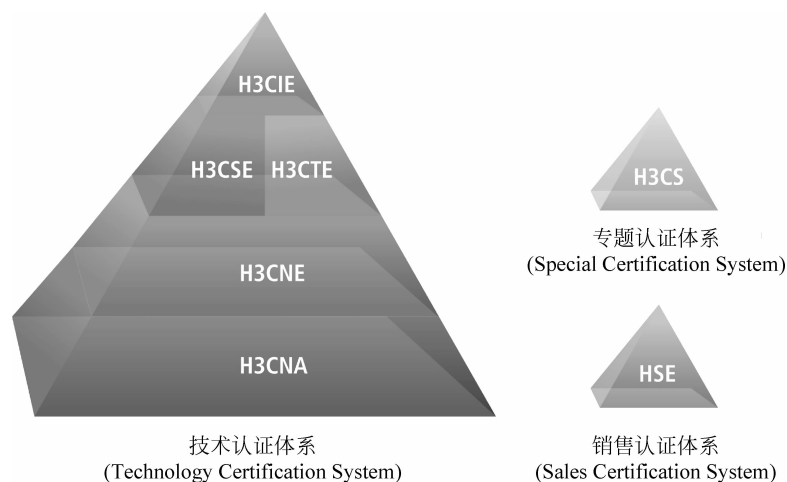 H3CIE
H3CSE
H3CTE
H3CNE
H3CNA
技术认证体系
(Technology Certification System)
H3CS
专题认证体系
(Special Certification System)
HSE
销售认证体系
(Sales Certification System)